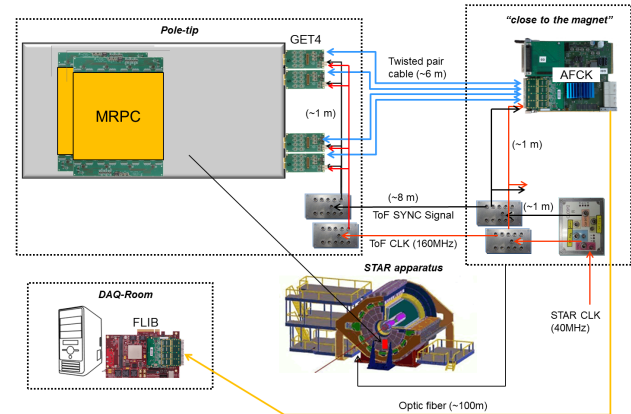 Pole-tip
"close to the magnet"
GET4
Twisted pair
cable (~6 m)
AFCK
MRPC
(~1 m)
(~1 m)
(~8 m)
(~1 m)
ToF SYNC Signal
ToF CLK (160MHz)
STAR apparatus
STAR CLK
(40MHz)
DAQ-Room
FLIB
Optic fiber (~100m)